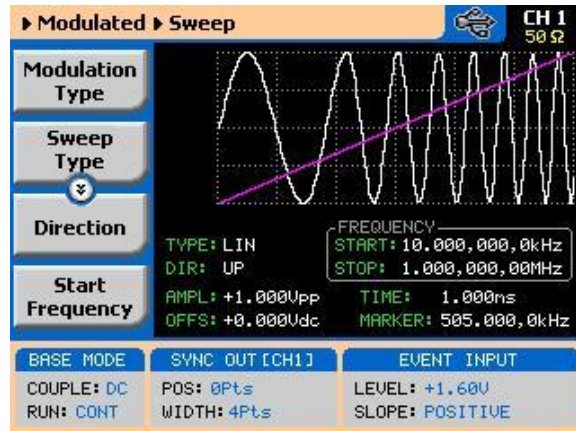 Modulated Sweep CH 1
50 Ω
Modulation
Type
Sweep
Type
Direction
Start
Frequency
FREQUENCY
TYPE: LIN START: 10.000,000,0kHz
DIR: UP STOP: 1.000,000,00MHz
AMPL: +1.000Vpp TIME: 1.000ms
OFFS: +0.000Vdc MARKER: 505.000,0kHz
BASE MODE SYNC OUT [CH1] EVENT INPUT
COUPLE: DC POS: 0Pts LEVEL: +1.60V
RUN: CONT WIDTH: 4Pts SLOPE: POSITIVE